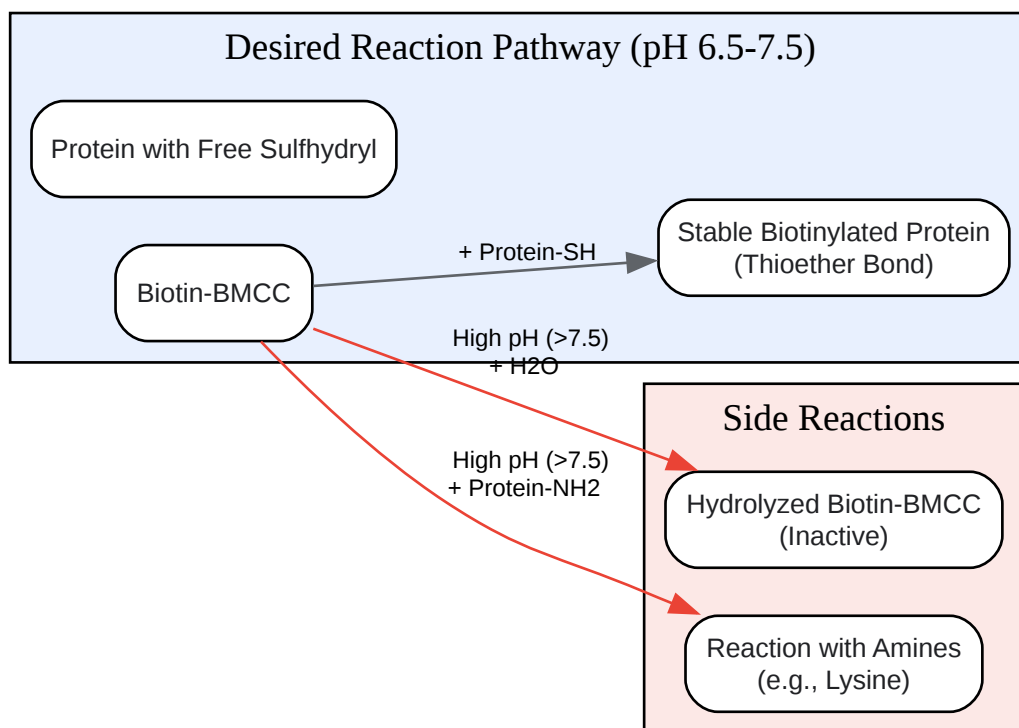 Desired Reaction Pathway (pH 6.5-7.5)
Protein with Free Sulfhydryl
Biotin-BMCC
+ Protein-SH
Stable Biotinylated Protein
(Thioether Bond)
High pH (>7.5)
+ H2O
High pH (>7.5)
+ Protein-NH2
Side Reactions
Hydrolyzed Biotin-BMCC
(Inactive)
Reaction with Amines
(e.g., Lysine)